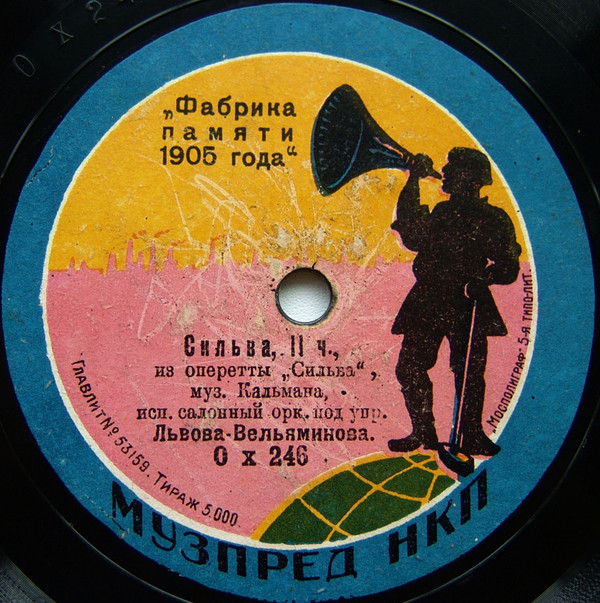 О Х 24
„Фабрика
памяти
1905 года“
Сильва, II ч.,
из оперетты „Сильва“,
муз. Кальмана,
исп. салонный орк. под упр.
Львова-Вельяминова.
О х 246
Главлит № 53159. Тираж 5.000
„Мосполиграф“ 5-я типо-лит.
МУЗПРЕД НКП